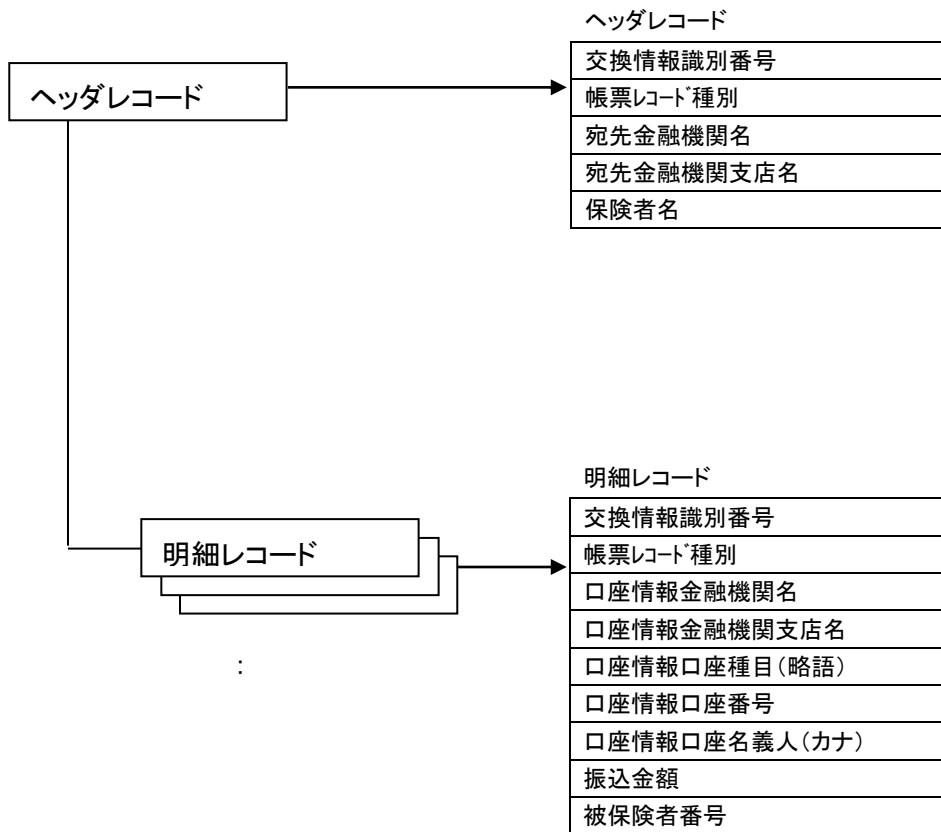 ヘッダレコード
ヘッダレコード
交換情報識別番号
帳票ﾚｺｰﾄﾞ種別
宛先金融機関名
宛先金融機関支店名
保険者名
明細レコード
明細レコード
交換情報識別番号
帳票ﾚｺｰﾄﾞ種別
口座情報金融機関名
口座情報金融機関支店名
口座情報口座種目(略語)
口座情報口座番号
口座情報口座名義人(カナ)
振込金額
被保険者番号
: